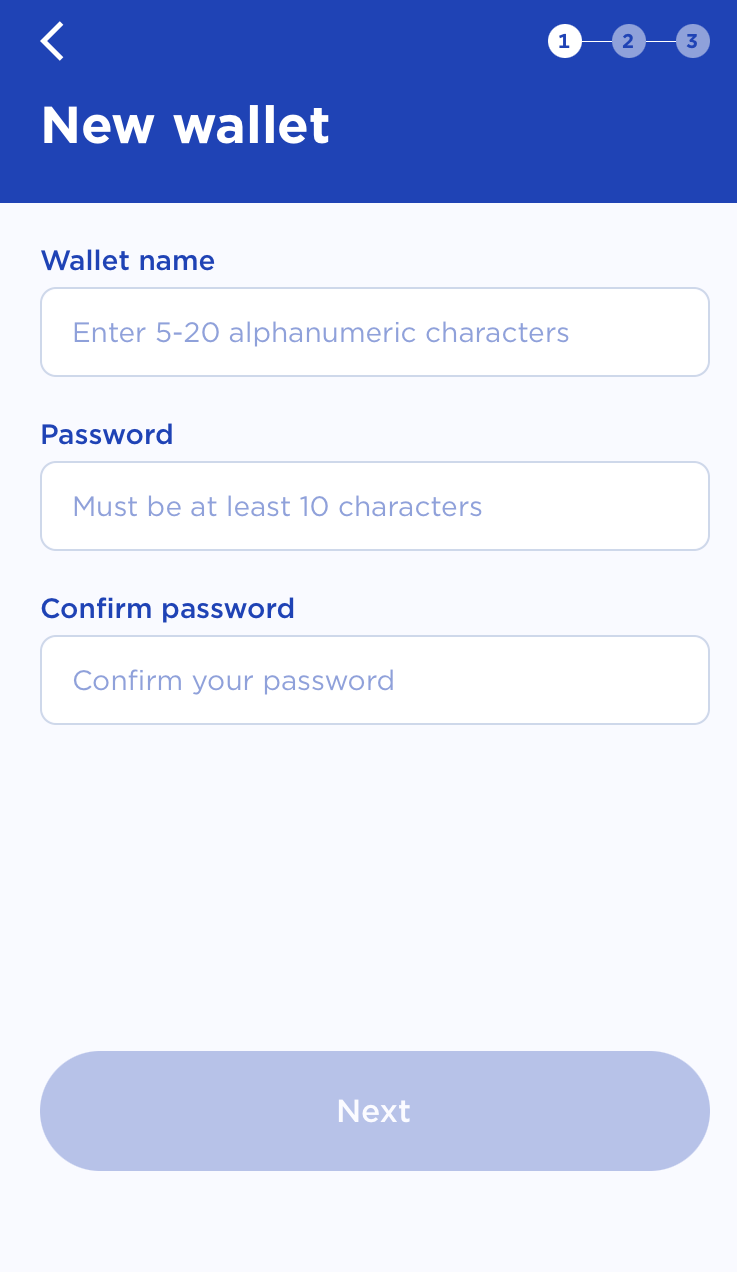 1 2 3
New wallet
Wallet name
Enter 5-20 alphanumeric characters
Password
Must be at least 10 characters
Confirm password
Confirm your password
Next